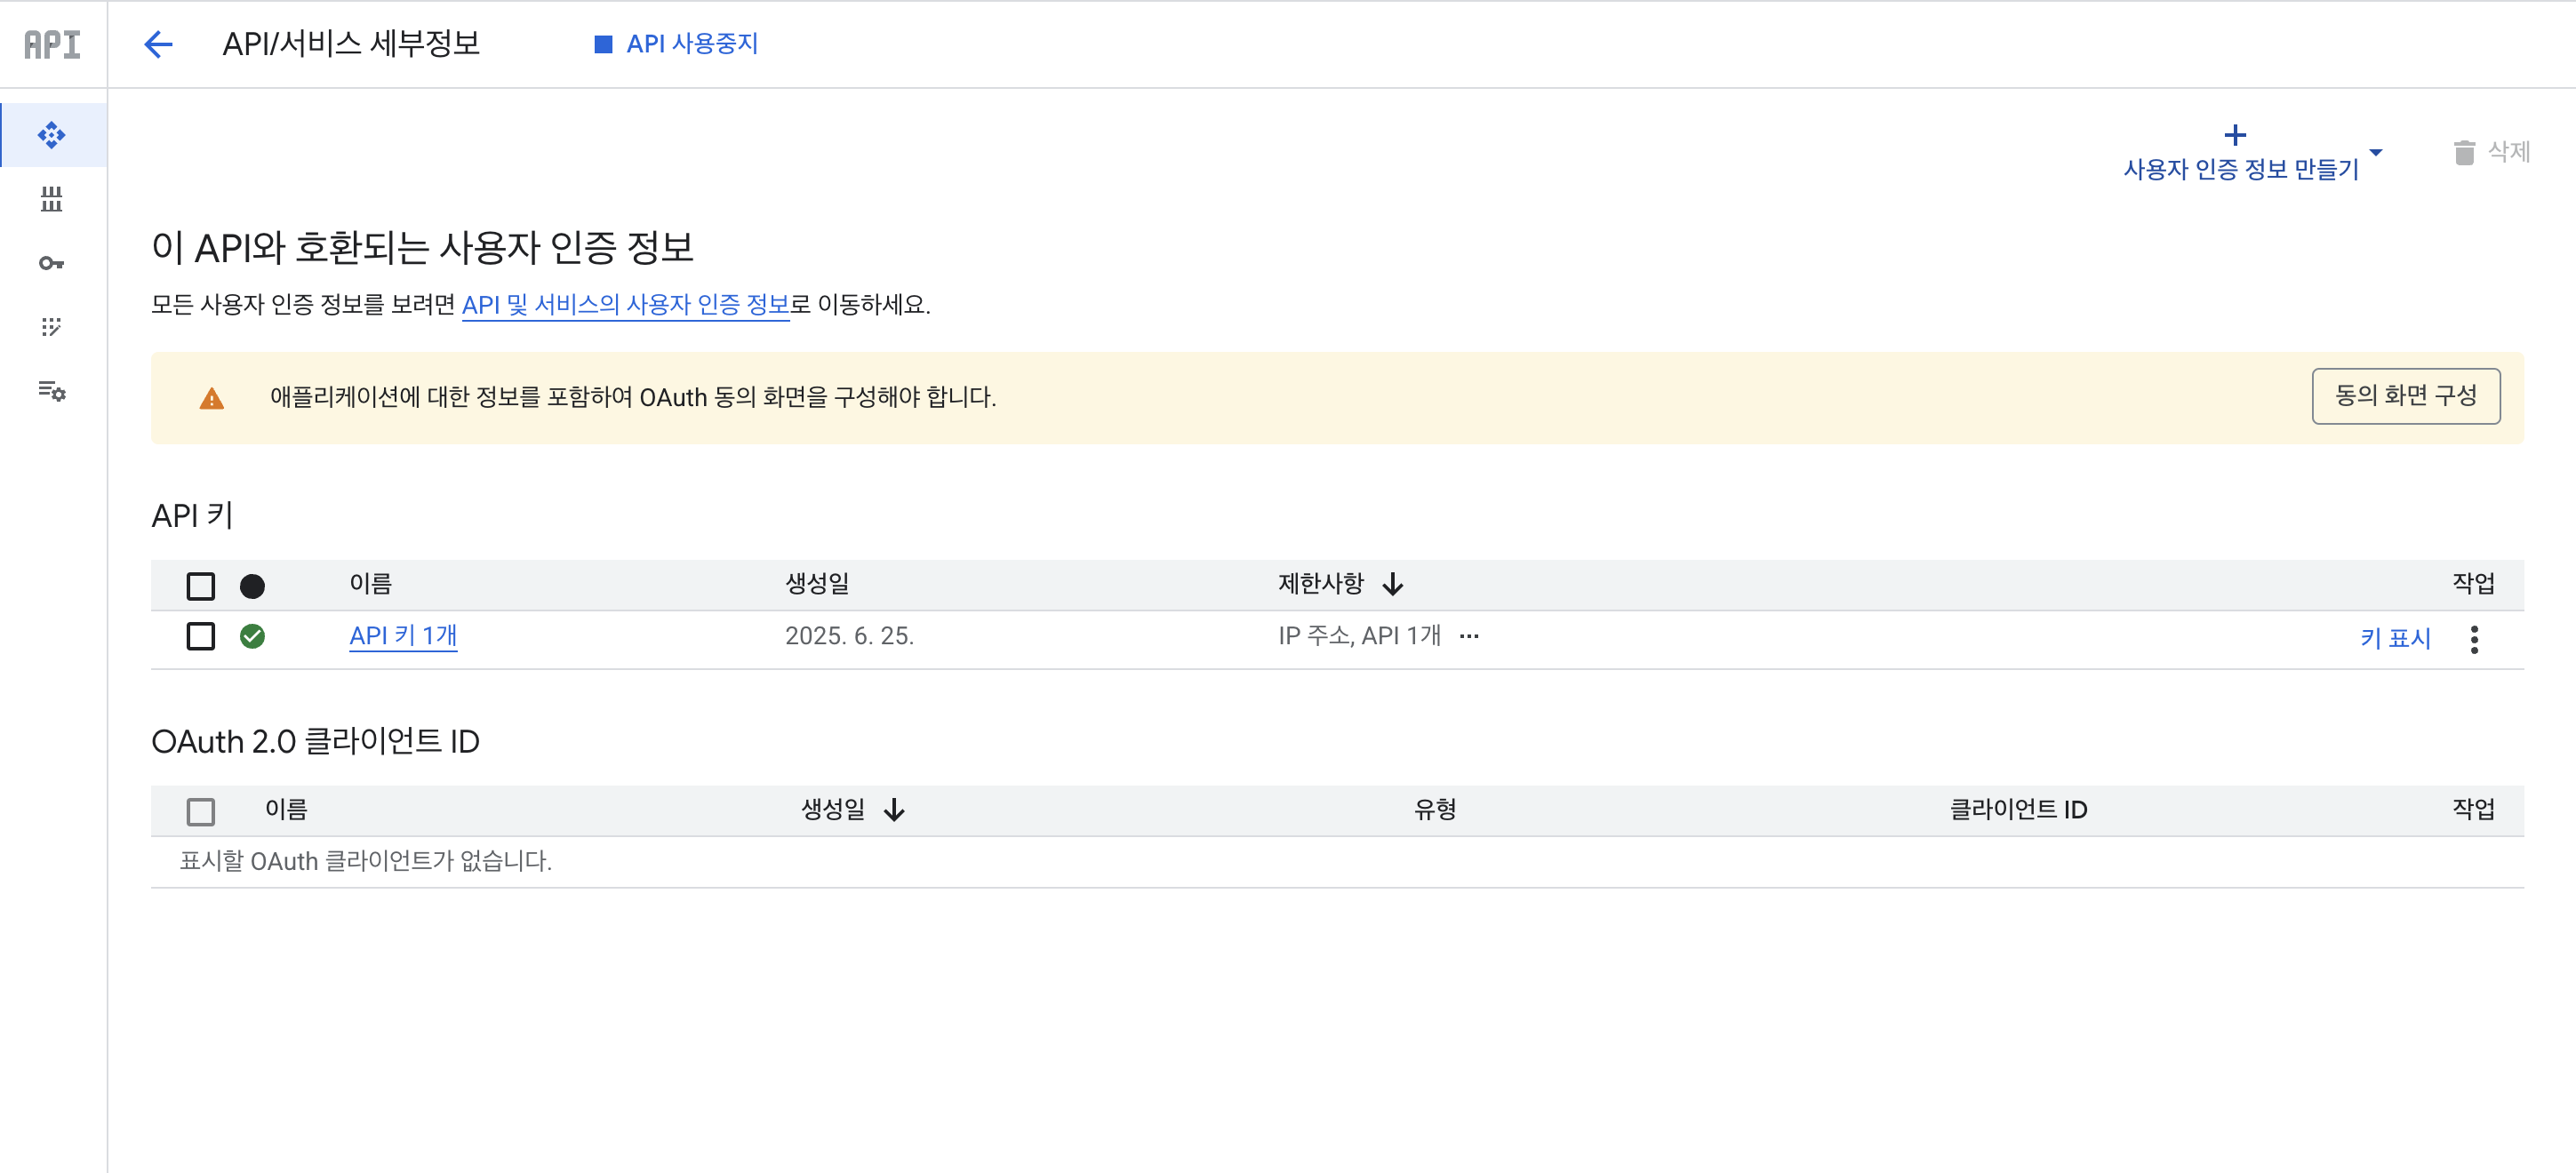 API
API/서비스 세부정보
API 사용중지
사용자 인증 정보 만들기
삭제
이 API와 호환되는 사용자 인증 정보
모든 사용자 인증 정보를 보려면 API 및 서비스의 사용자 인증 정보로 이동하세요.
애플리케이션에 대한 정보를 포함하여 OAuth 동의 화면을 구성해야 합니다.
동의 화면 구성
API 키
이름 생성일 제한사항 작업
API 키 1개 2025. 6. 25. IP 주소, API 1개 ... 키 표시
OAuth 2.0 클라이언트 ID
이름 생성일 유형 클라이언트 ID 작업
표시할 OAuth 클라이언트가 없습니다.